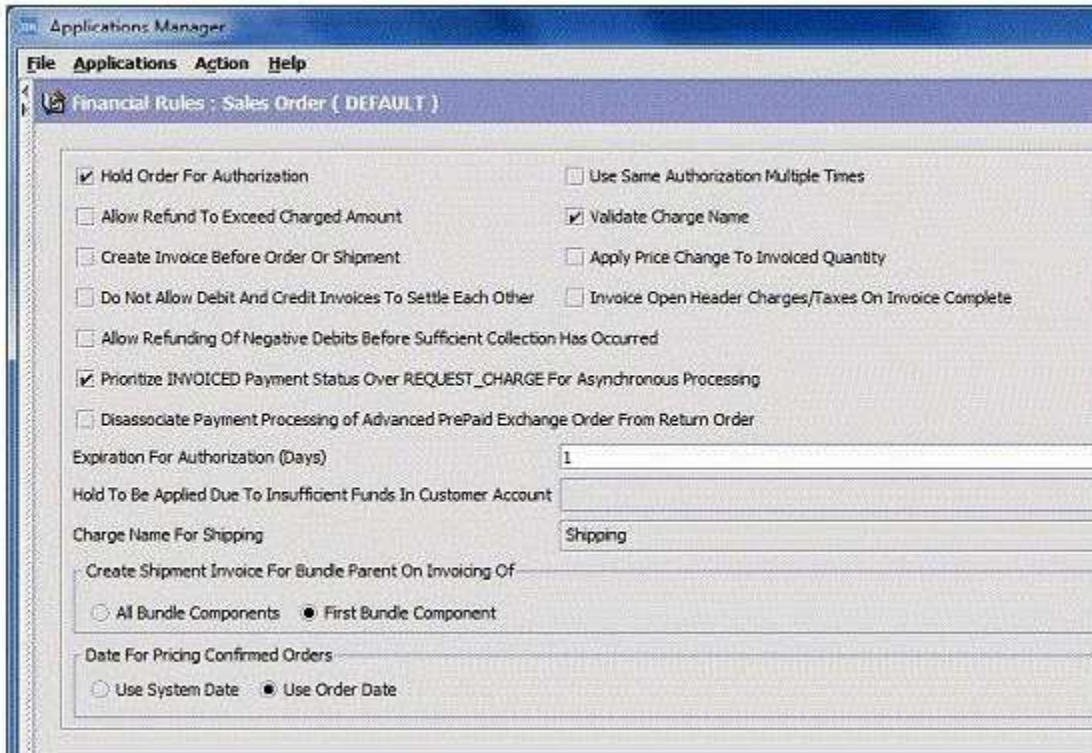 Applications Manager
File Applications Action Help
Financial Rules : Sales Order ( DEFAULT )
Hold Order For Authorization
Use Same Authorization Multiple Times
Allow Refund To Exceed Charged Amount
Validate Charge Name
Create Invoice Before Order Or Shipment
Apply Price Change To Invoiced Quantity
Do Not Allow Debit And Credit Invoices To Settle Each Other
Invoice Open Header Charges/Taxes On Invoice Complete
Allow Refunding Of Negative Debits Before Sufficient Collection Has Occurred
Prioritize INVOICED Payment Status Over REQUEST_CHARGE For Asynchronous Processing
Disassociate Payment Processing of Advanced PrePaid Exchange Order From Return Order
Expiration For Authorization (Days) 1
Hold To Be Applied Due To Insufficient Funds In Customer Account
Charge Name For Shipping Shipping
Create Shipment Invoice For Bundle Parent On Invoicing Of
All Bundle Components First Bundle Component
Date For Pricing Confirmed Orders
Use System Date Use Order Date